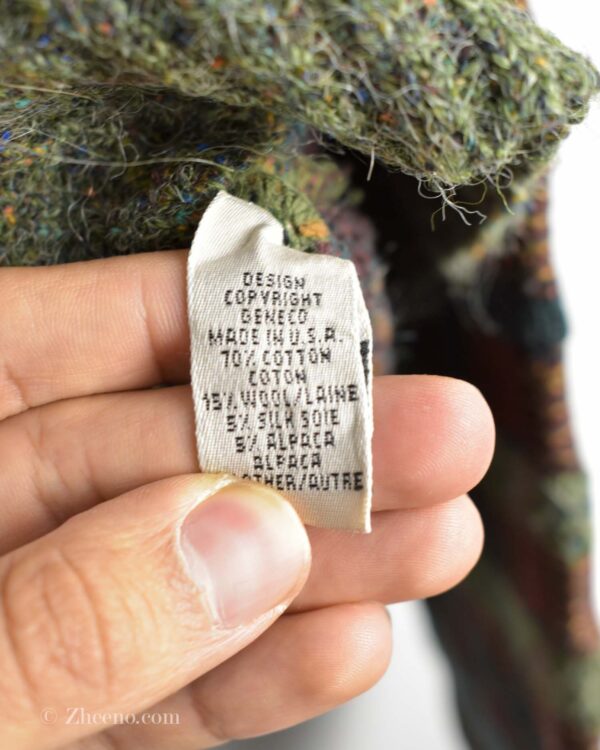 DESIGN
COPYRIGHT
GENECO
MADE IN U.S.A.
70% COTTON
COTON
15% WOOL/LAINE
5% SILK SOIE
5% ALPACA
ALPACA
OTHER/AUTRE
© Zhceno.com